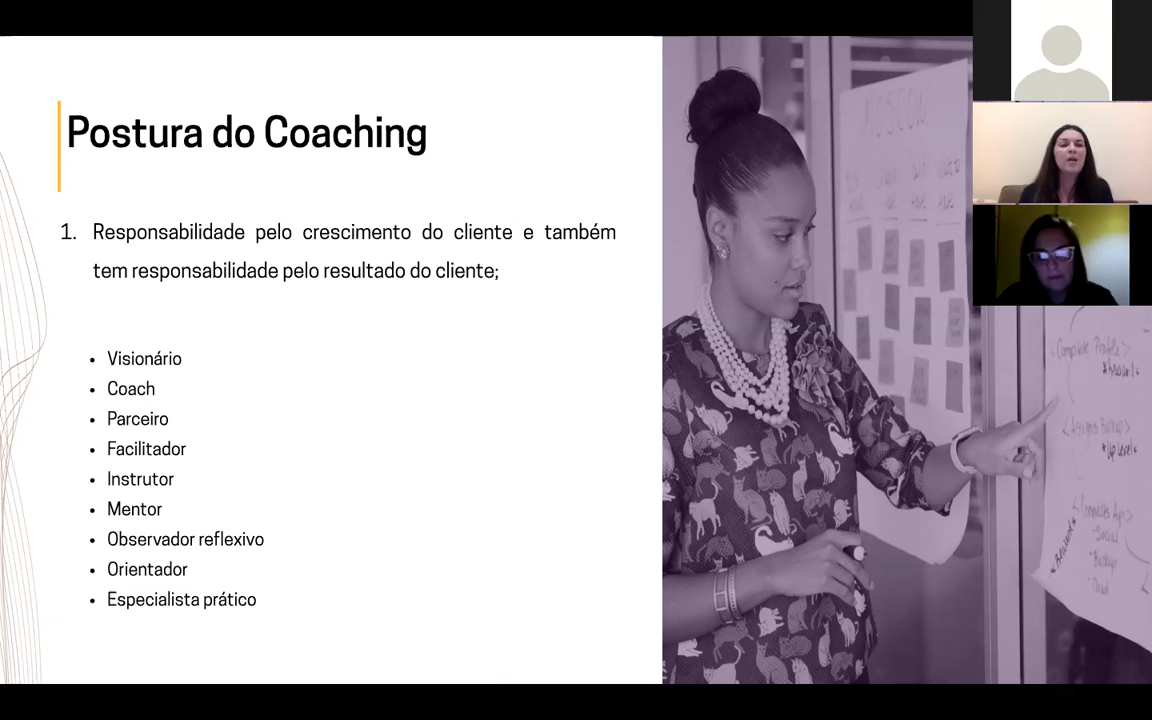 Postura do Coaching
1. Responsabilidade pelo crescimento do cliente e também
tem responsabilidade pelo resultado do cliente;
• Visionário
• Coach
• Parceiro
• Facilitador
• Instrutor
• Mentor
• Observador reflexivo
• Orientador
• Especialista prático
MOSCOW